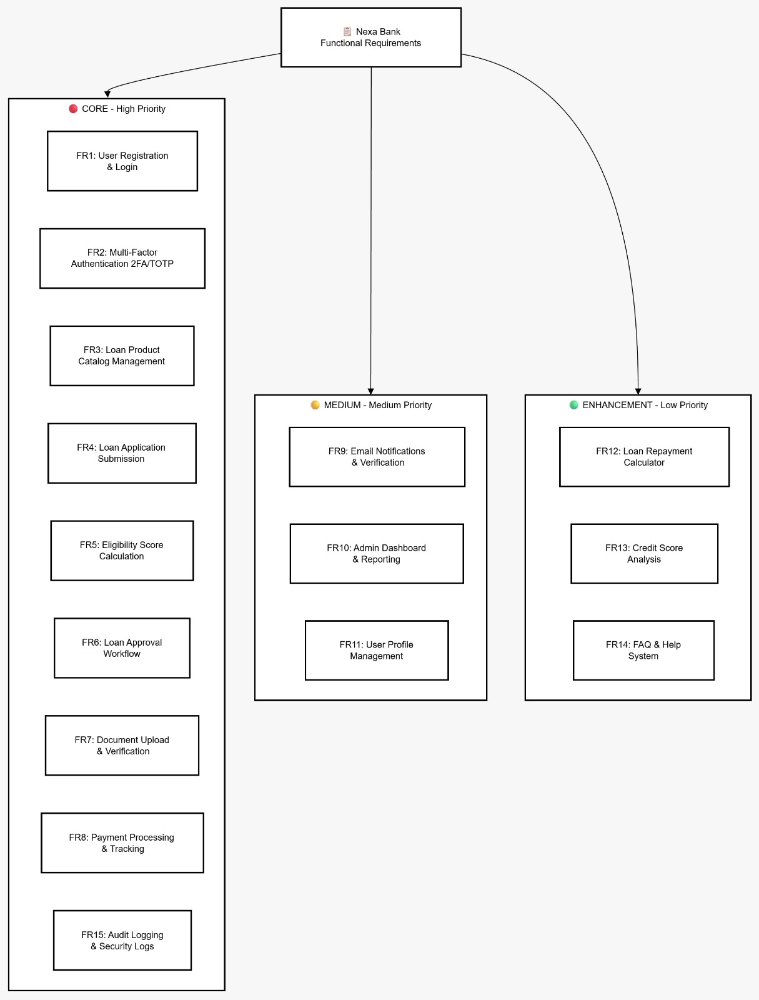 Nexa Bank
Functional Requirements
CORE - High Priority
FR1: User Registration
& Login
FR2: Multi-Factor
Authentication 2FA/TOTP
FR3: Loan Product
Catalog Management
FR4: Loan Application
Submission
FR5: Eligibility Score
Calculation
FR6: Loan Approval
Workflow
FR7: Document Upload
& Verification
FR8: Payment Processing
& Tracking
FR15: Audit Logging
& Security Logs
MEDIUM - Medium Priority
FR9: Email Notifications
& Verification
FR10: Admin Dashboard
& Reporting
FR11: User Profile
Management
ENHANCEMENT - Low Priority
FR12: Loan Repayment
Calculator
FR13: Credit Score
Analysis
FR14: FAQ & Help
System